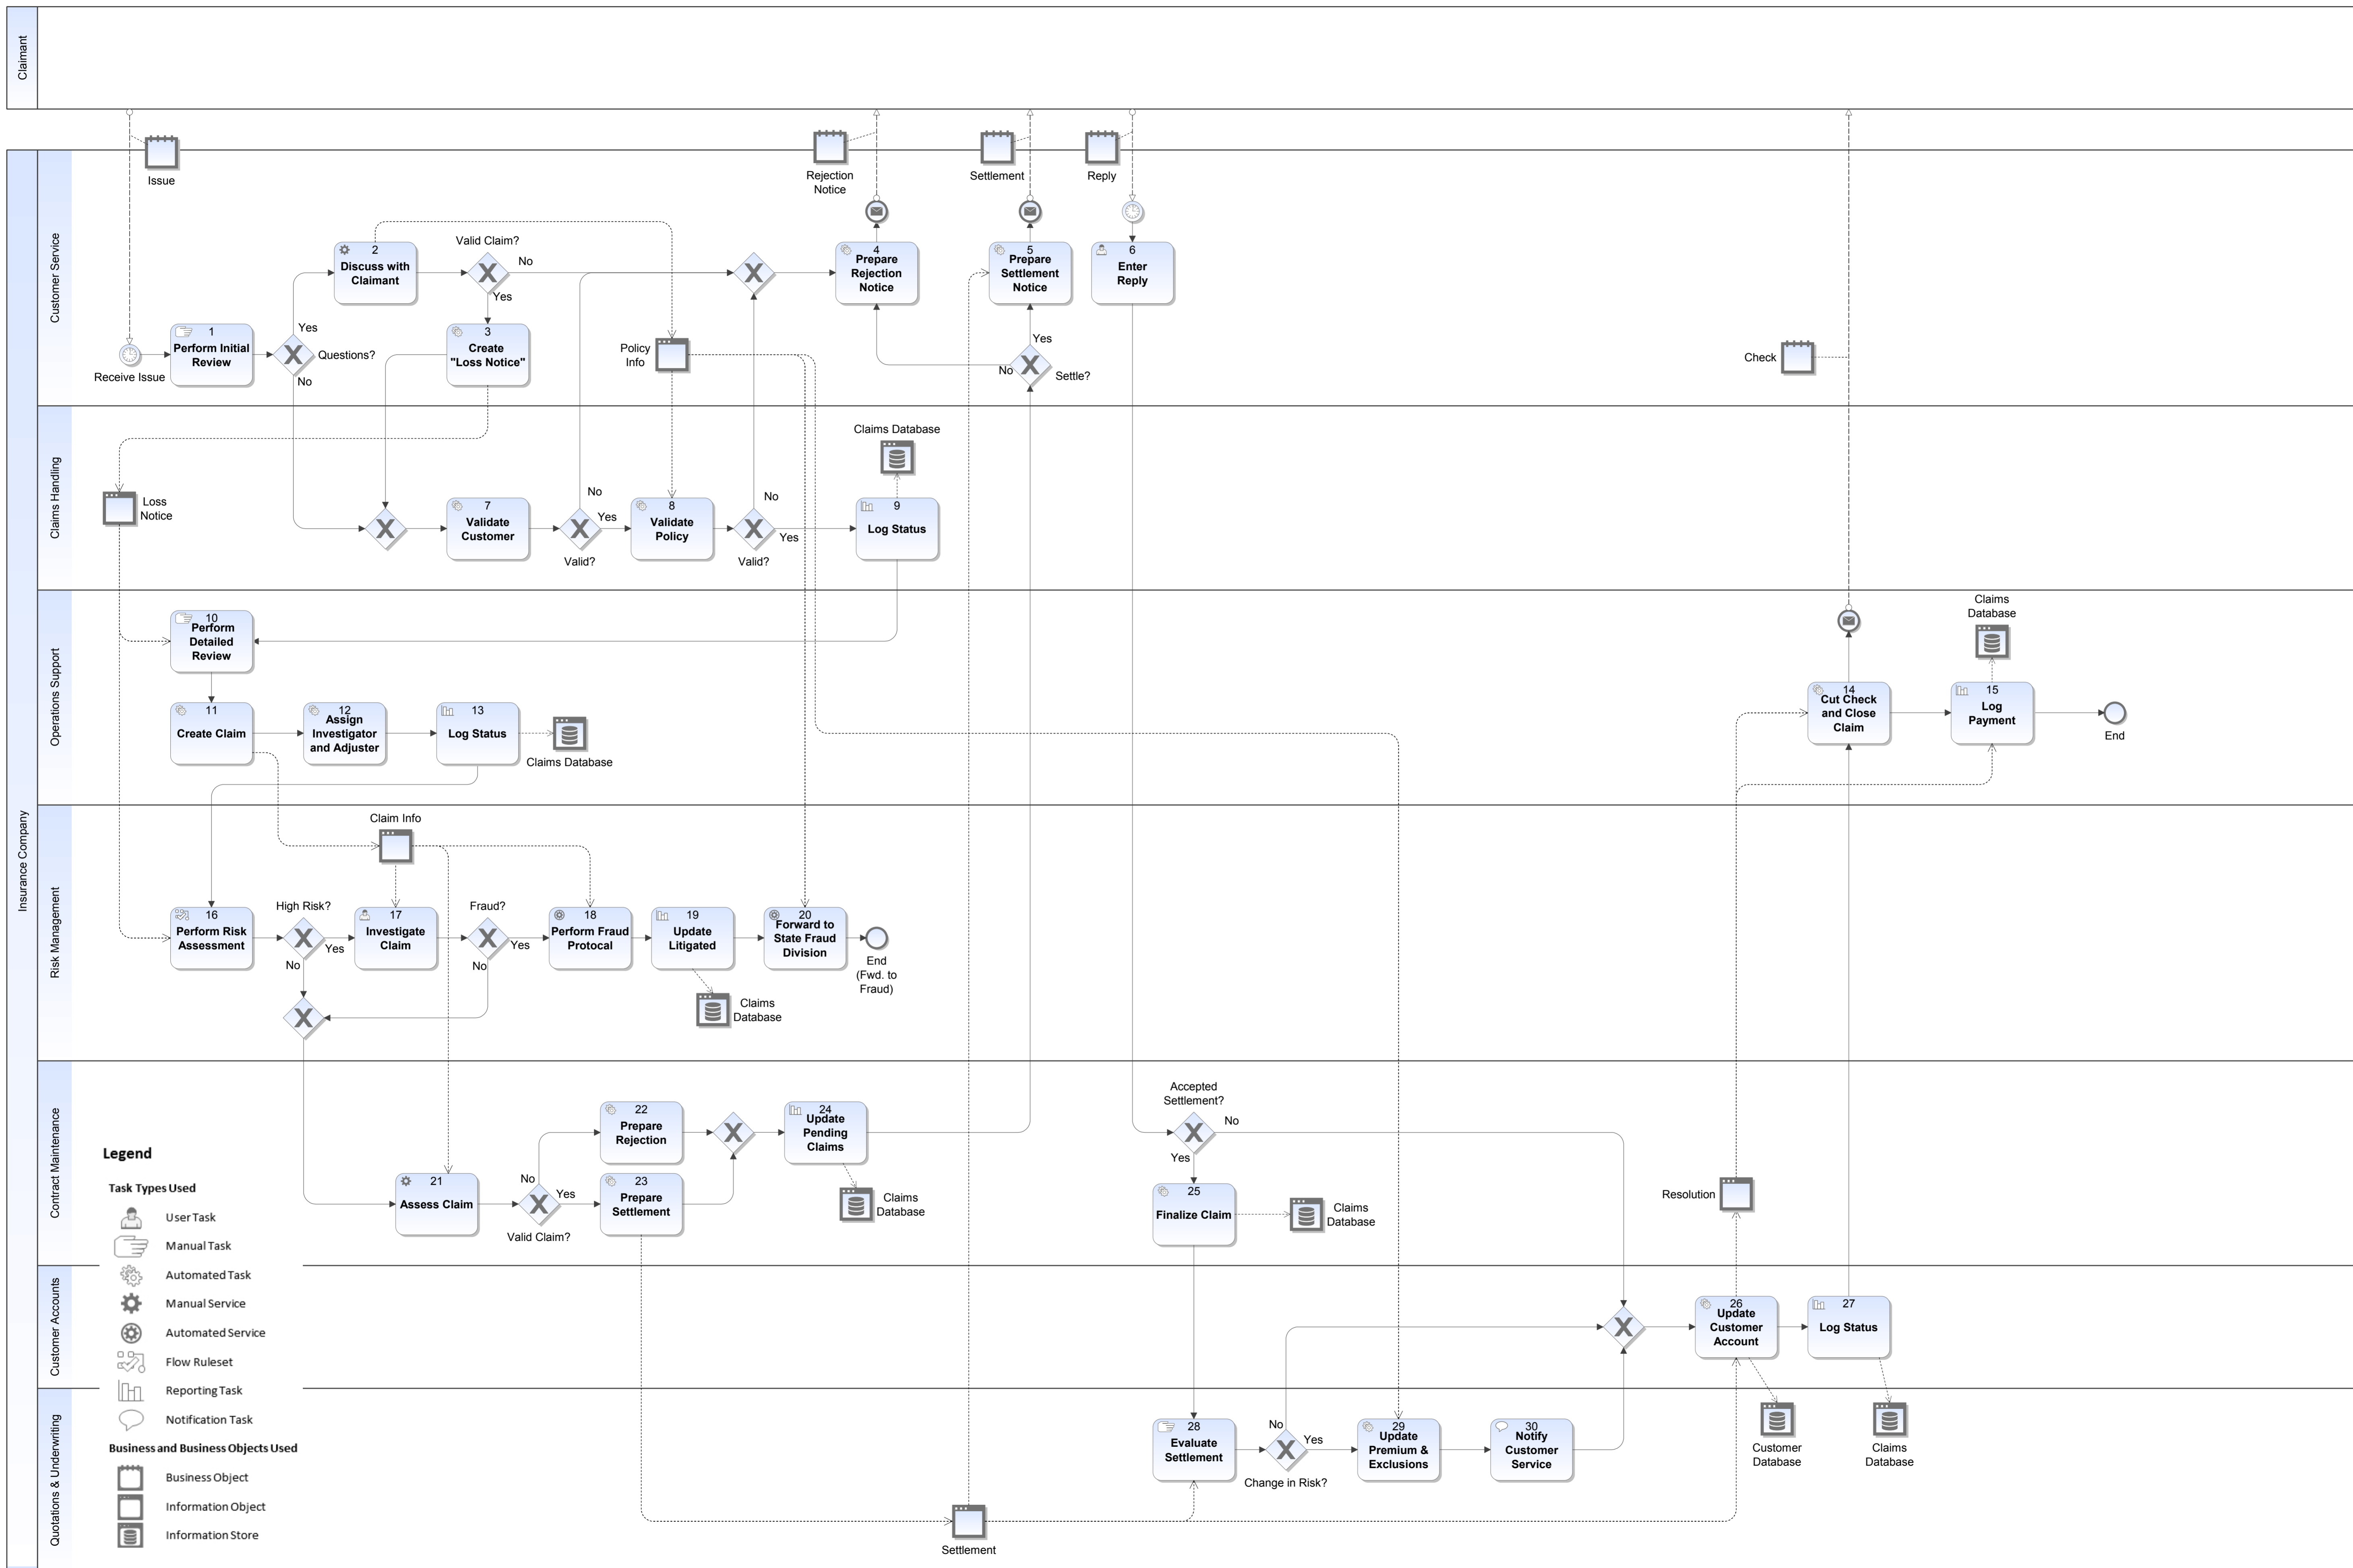 Claimant
Insurance Company
Issue
Rejection
Notice
Settlement
Reply
Customer Service
Receive Issue
1
Perform Initial
Review
Yes
Questions?
No
2
Discuss with
Claimant
Valid Claim?
No
Yes
3
Create
"Loss Notice"
Policy
Info
4
Prepare
Rejection
Notice
5
Prepare
Settlement
Notice
Yes
No
Settle?
6
Enter
Reply
Check
Claims Handling
Loss
Notice
7
Validate
Customer
No
Yes
Valid?
8
Validate
Policy
No
Yes
Valid?
Claims Database
9
Log Status
Operations Support
10
Perform
Detailed
Review
11
Create Claim
12
Assign
Investigator
and Adjuster
13
Log Status
Claims Database
14
Cut Check
and Close
Claim
Claims
Database
15
Log
Payment
End
Risk Management
Claim Info
16
Perform Risk
Assessment
High Risk?
Yes
No
17
Investigate
Claim
Fraud?
Yes
No
18
Perform Fraud
Protocal
19
Update
Litigated
Claims
Database
20
Forward to
State Fraud
Division
End
(Fwd. to
Fraud)
Contract Maintenance
21
Assess Claim
No
Yes
Valid Claim?
22
Prepare
Rejection
23
Prepare
Settlement
24
Update
Pending
Claims
Claims
Database
Accepted
Settlement?
No
Yes
25
Finalize Claim
Claims
Database
Resolution
Customer Accounts
26
Update
Customer
Account
27
Log Status
Customer
Database
Claims
Database
Quotations & Underwriting
28
Evaluate
Settlement
No
Yes
Change in Risk?
29
Update
Premium &
Exclusions
30
Notify
Customer
Service
Settlement
Legend
Task Types Used
User Task
Manual Task
Automated Task
Manual Service
Automated Service
Flow Ruleset
Reporting Task
Notification Task
Business and Business Objects Used
Business Object
Information Object
Information Store